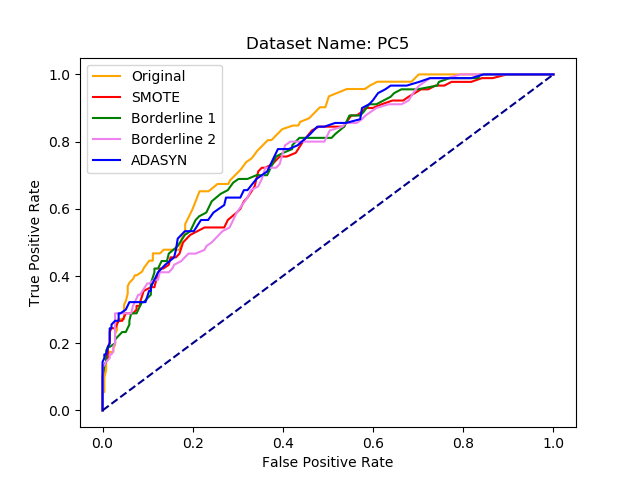 Dataset Name: PC5
Original
SMOTE
Borderline 1
Borderline 2
ADASYN
True Positive Rate
1.0
0.8
0.6
0.4
0.2
0.0
0.0 0.2 0.4 0.6 0.8 1.0
False Positive Rate